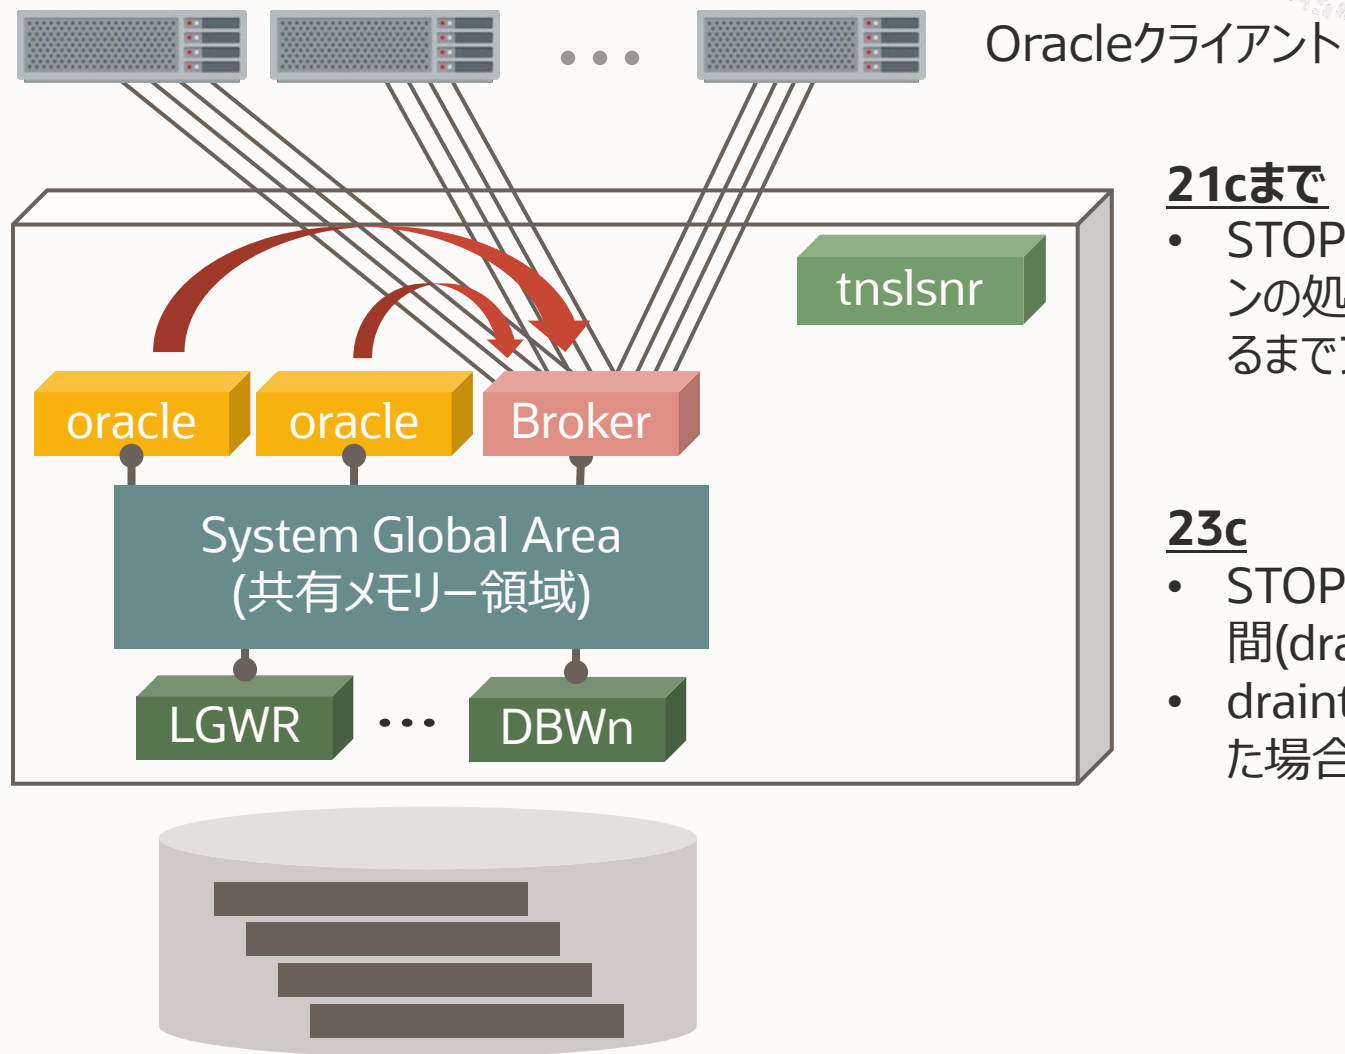 Oracleクライアント
21cまで
• STOP
ンの処
るまで
23c
• STOP
間(dra
• draint
た場合
tnslsnr
oracle
oracle
Broker
System Global Area
(共有メモリー領域)
LGWR
•••
DBWn